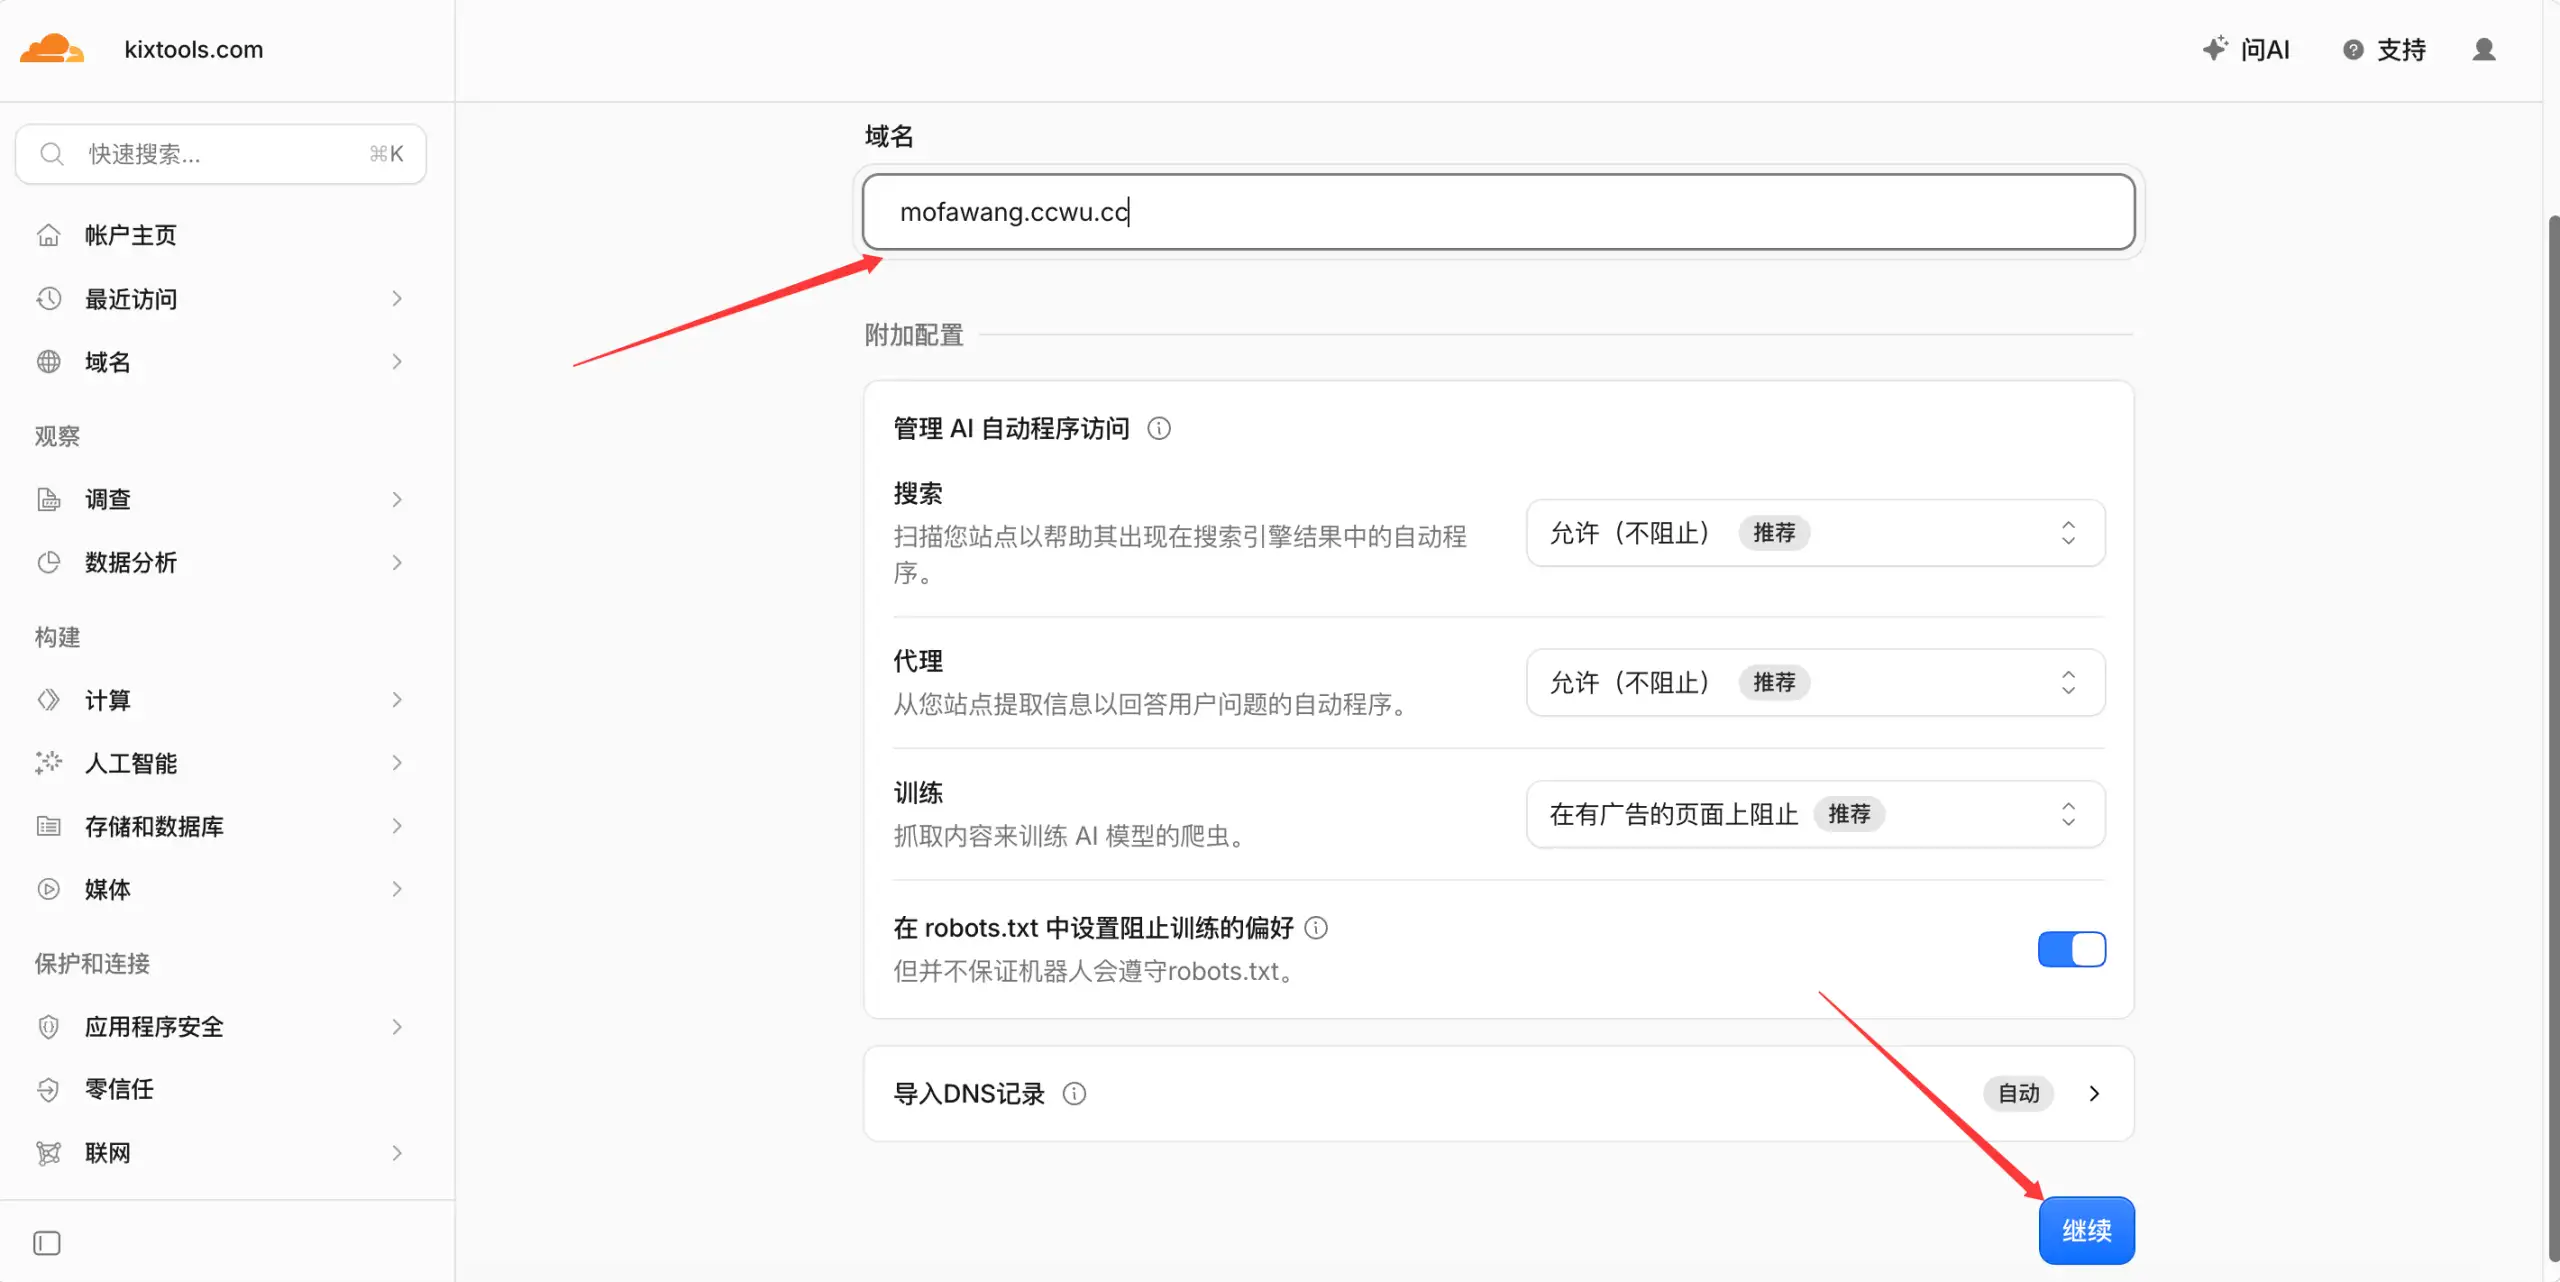 kixtools.com
问AI
支持
快速搜索...
⌘K
帐户主页
最近访问
域名
观察
调查
数据分析
构建
计算
人工智能
存储和数据库
媒体
保护和连接
应用程序安全
零信任
联网
域名
mofawang.ccwu.cc
附加配置
管理 AI 自动程序访问
搜索
扫描您站点以帮助其出现在搜索引擎结果中的自动程
序。
允许（不阻止） 推荐
代理
从您站点提取信息以回答用户问题的自动程序。
允许（不阻止） 推荐
训练
抓取内容来训练 AI 模型的爬虫。
在有广告的页面上阻止 推荐
在 robots.txt 中设置阻止训练的偏好
但并不保证机器人会遵守robots.txt。
导入DNS记录
自动
继续